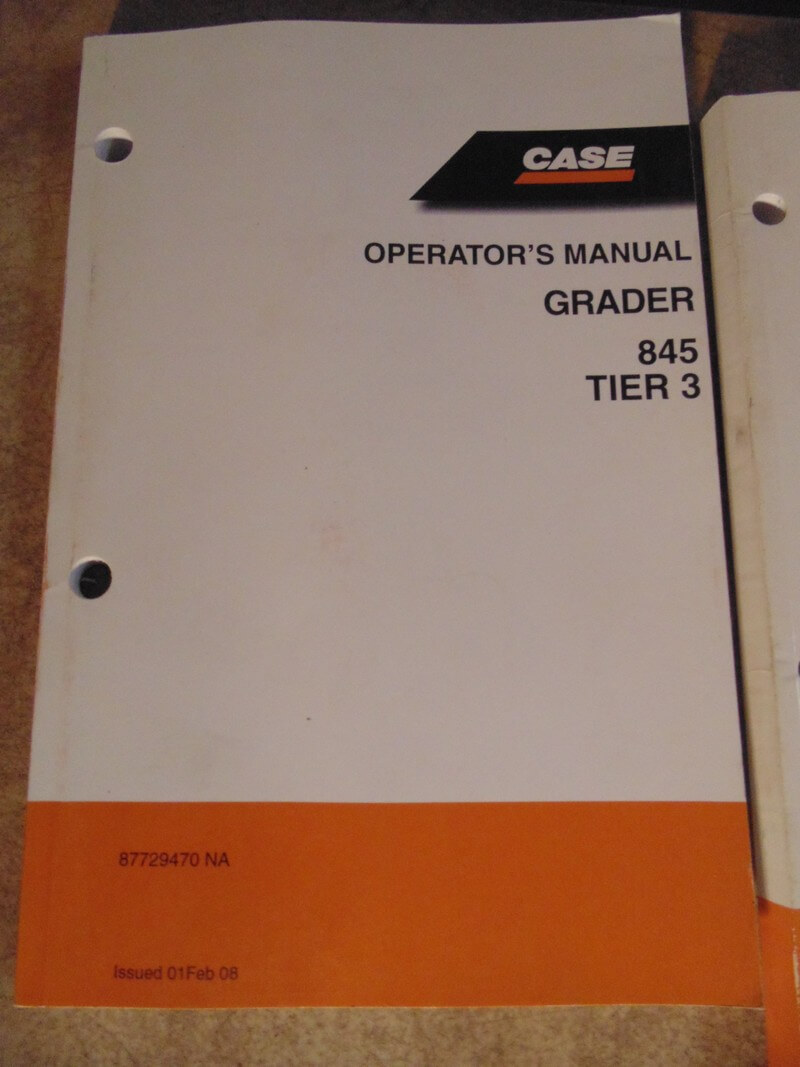 CASE
OPERATOR'S MANUAL
GRADER
845
TIER 3
87729470 NA
Issued 01Feb 08